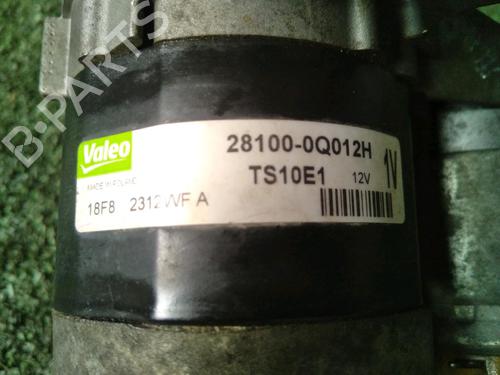 Valeo
MADE IN POLAND
18F8 2312 WF A
28100-0Q012H
TS10E1 12V
1V
B-PARTS